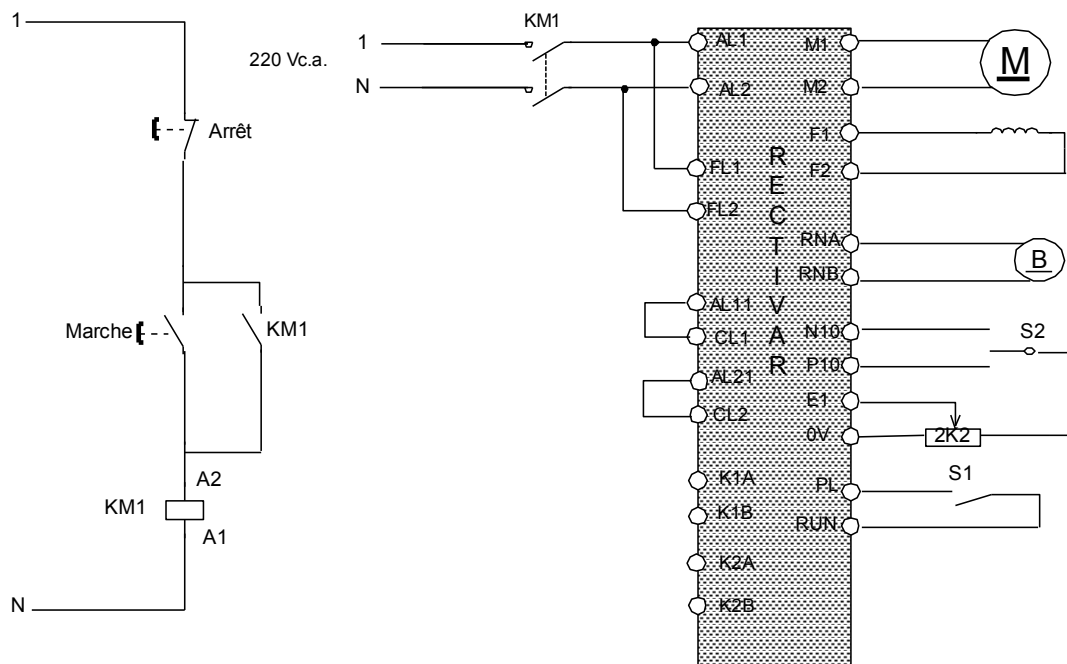 1
220 Vc.a.
Arrêt
Marche
KM1
A2
KM1
A1
N
KM1
1
N
RECTIVAR
AL1
AL2
FL1
FL2
AL11
CL1
AL21
CL2
K1A
K1B
K2A
K2B
M1
M2
F1
F2
RNA
RNB
N10
P10
E1
0V
PL
RUN
M
B
S2
2K2
S1